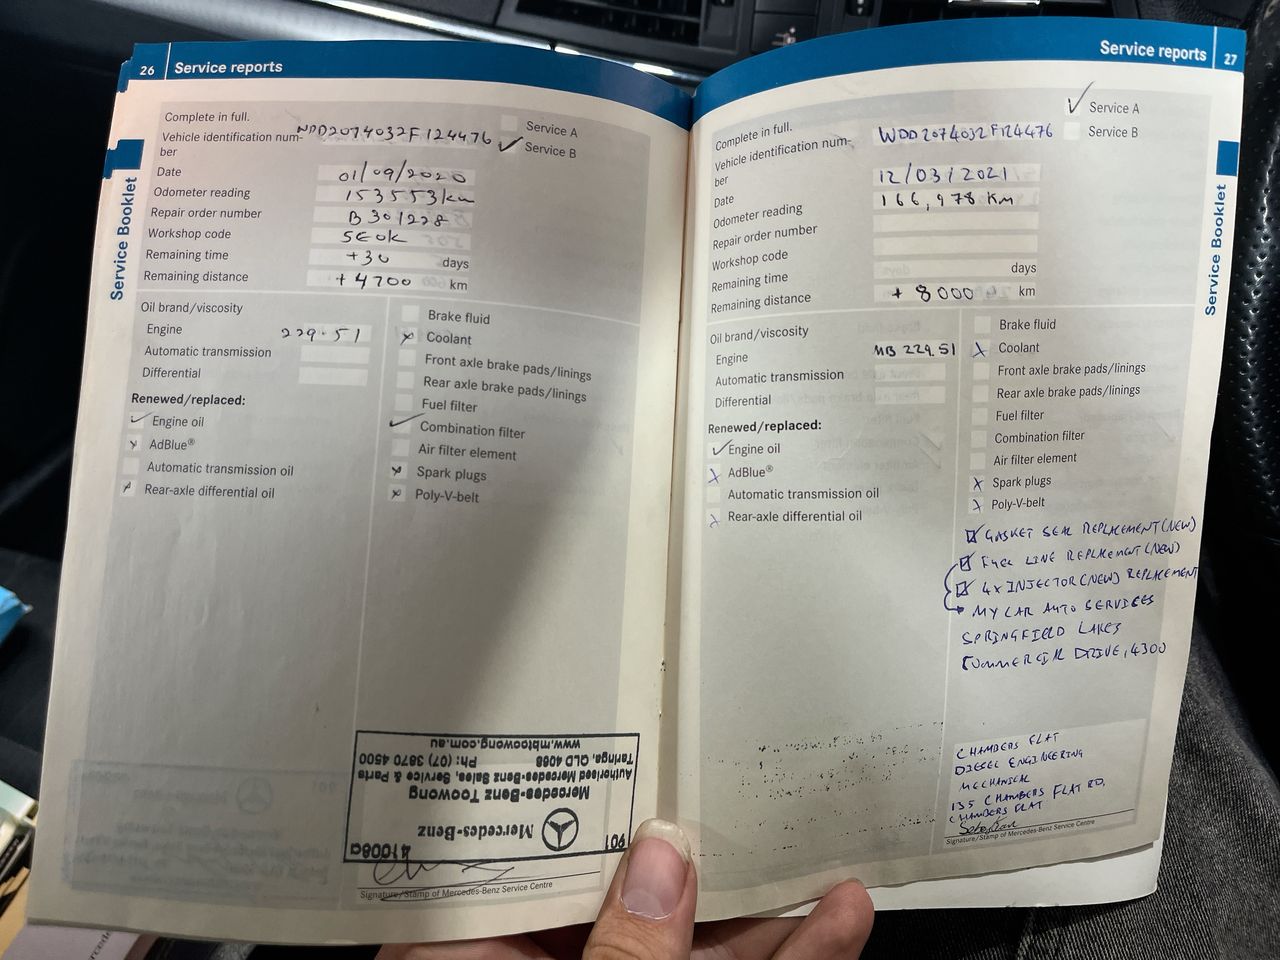 26 Service reports
Complete in full.
Vehicle identification num-
ber
WDD2074032F124476
Service A
✓ Service B
Date 01/09/2020
Odometer reading 153553km
Repair order number B301228
Workshop code
Remaining time +30 days
Remaining distance +4700 km
Oil brand/viscosity
Engine 229.51
Automatic transmission
Differential
Renewed/replaced:
✓ Engine oil
x AdBlue®
Automatic transmission oil
x Rear-axle differential oil
Brake fluid
x Coolant
Front axle brake pads/linings
Rear axle brake pads/linings
Fuel filter
✓ Combination filter
Air filter element
x Spark plugs
x Poly-V-belt
Service Booklet
901 41008a
Mercedes-Benz
Mercedes-Benz Toowong
Authorised Mercedes-Benz Sales, Service & Parts
Taringa, QLD 4068 Ph: (07) 3870 4500
www.mbtoowong.com.au
Signature/Stamp of Mercedes-Benz Service Centre
Service reports 27
Complete in full.
Vehicle identification num-
ber
WDD2074032F124476
✓ Service A
Service B
Date 12/03/2021
Odometer reading 166,978 KM
Repair order number
Workshop code
Remaining time days
Remaining distance +8000 km
Oil brand/viscosity
Engine MB 229.51
Automatic transmission
Differential
Renewed/replaced:
✓ Engine oil
x AdBlue®
Automatic transmission oil
x Rear-axle differential oil
Brake fluid
x Coolant
Front axle brake pads/linings
Rear axle brake pads/linings
Fuel filter
Combination filter
Air filter element
x Spark plugs
x Poly-V-belt
GASKET SEAL REPLACEMENT (NEW)
FUEL LINE REPLACEMENT (NEW)
4X INJECTOR (NEW) REPLACEMENT
MY CAR AUTO SERVICES
SPRINGFIELD LAKES
COMMERCIAL DRIVE, 4300
CHAMBERS FLAT
DIESEL ENGINEERING
MECHANICAL
135 CHAMBERS FLAT RD,
CHAMBERS FLAT
Signature/Stamp of Mercedes-Benz Service Centre
Service Booklet